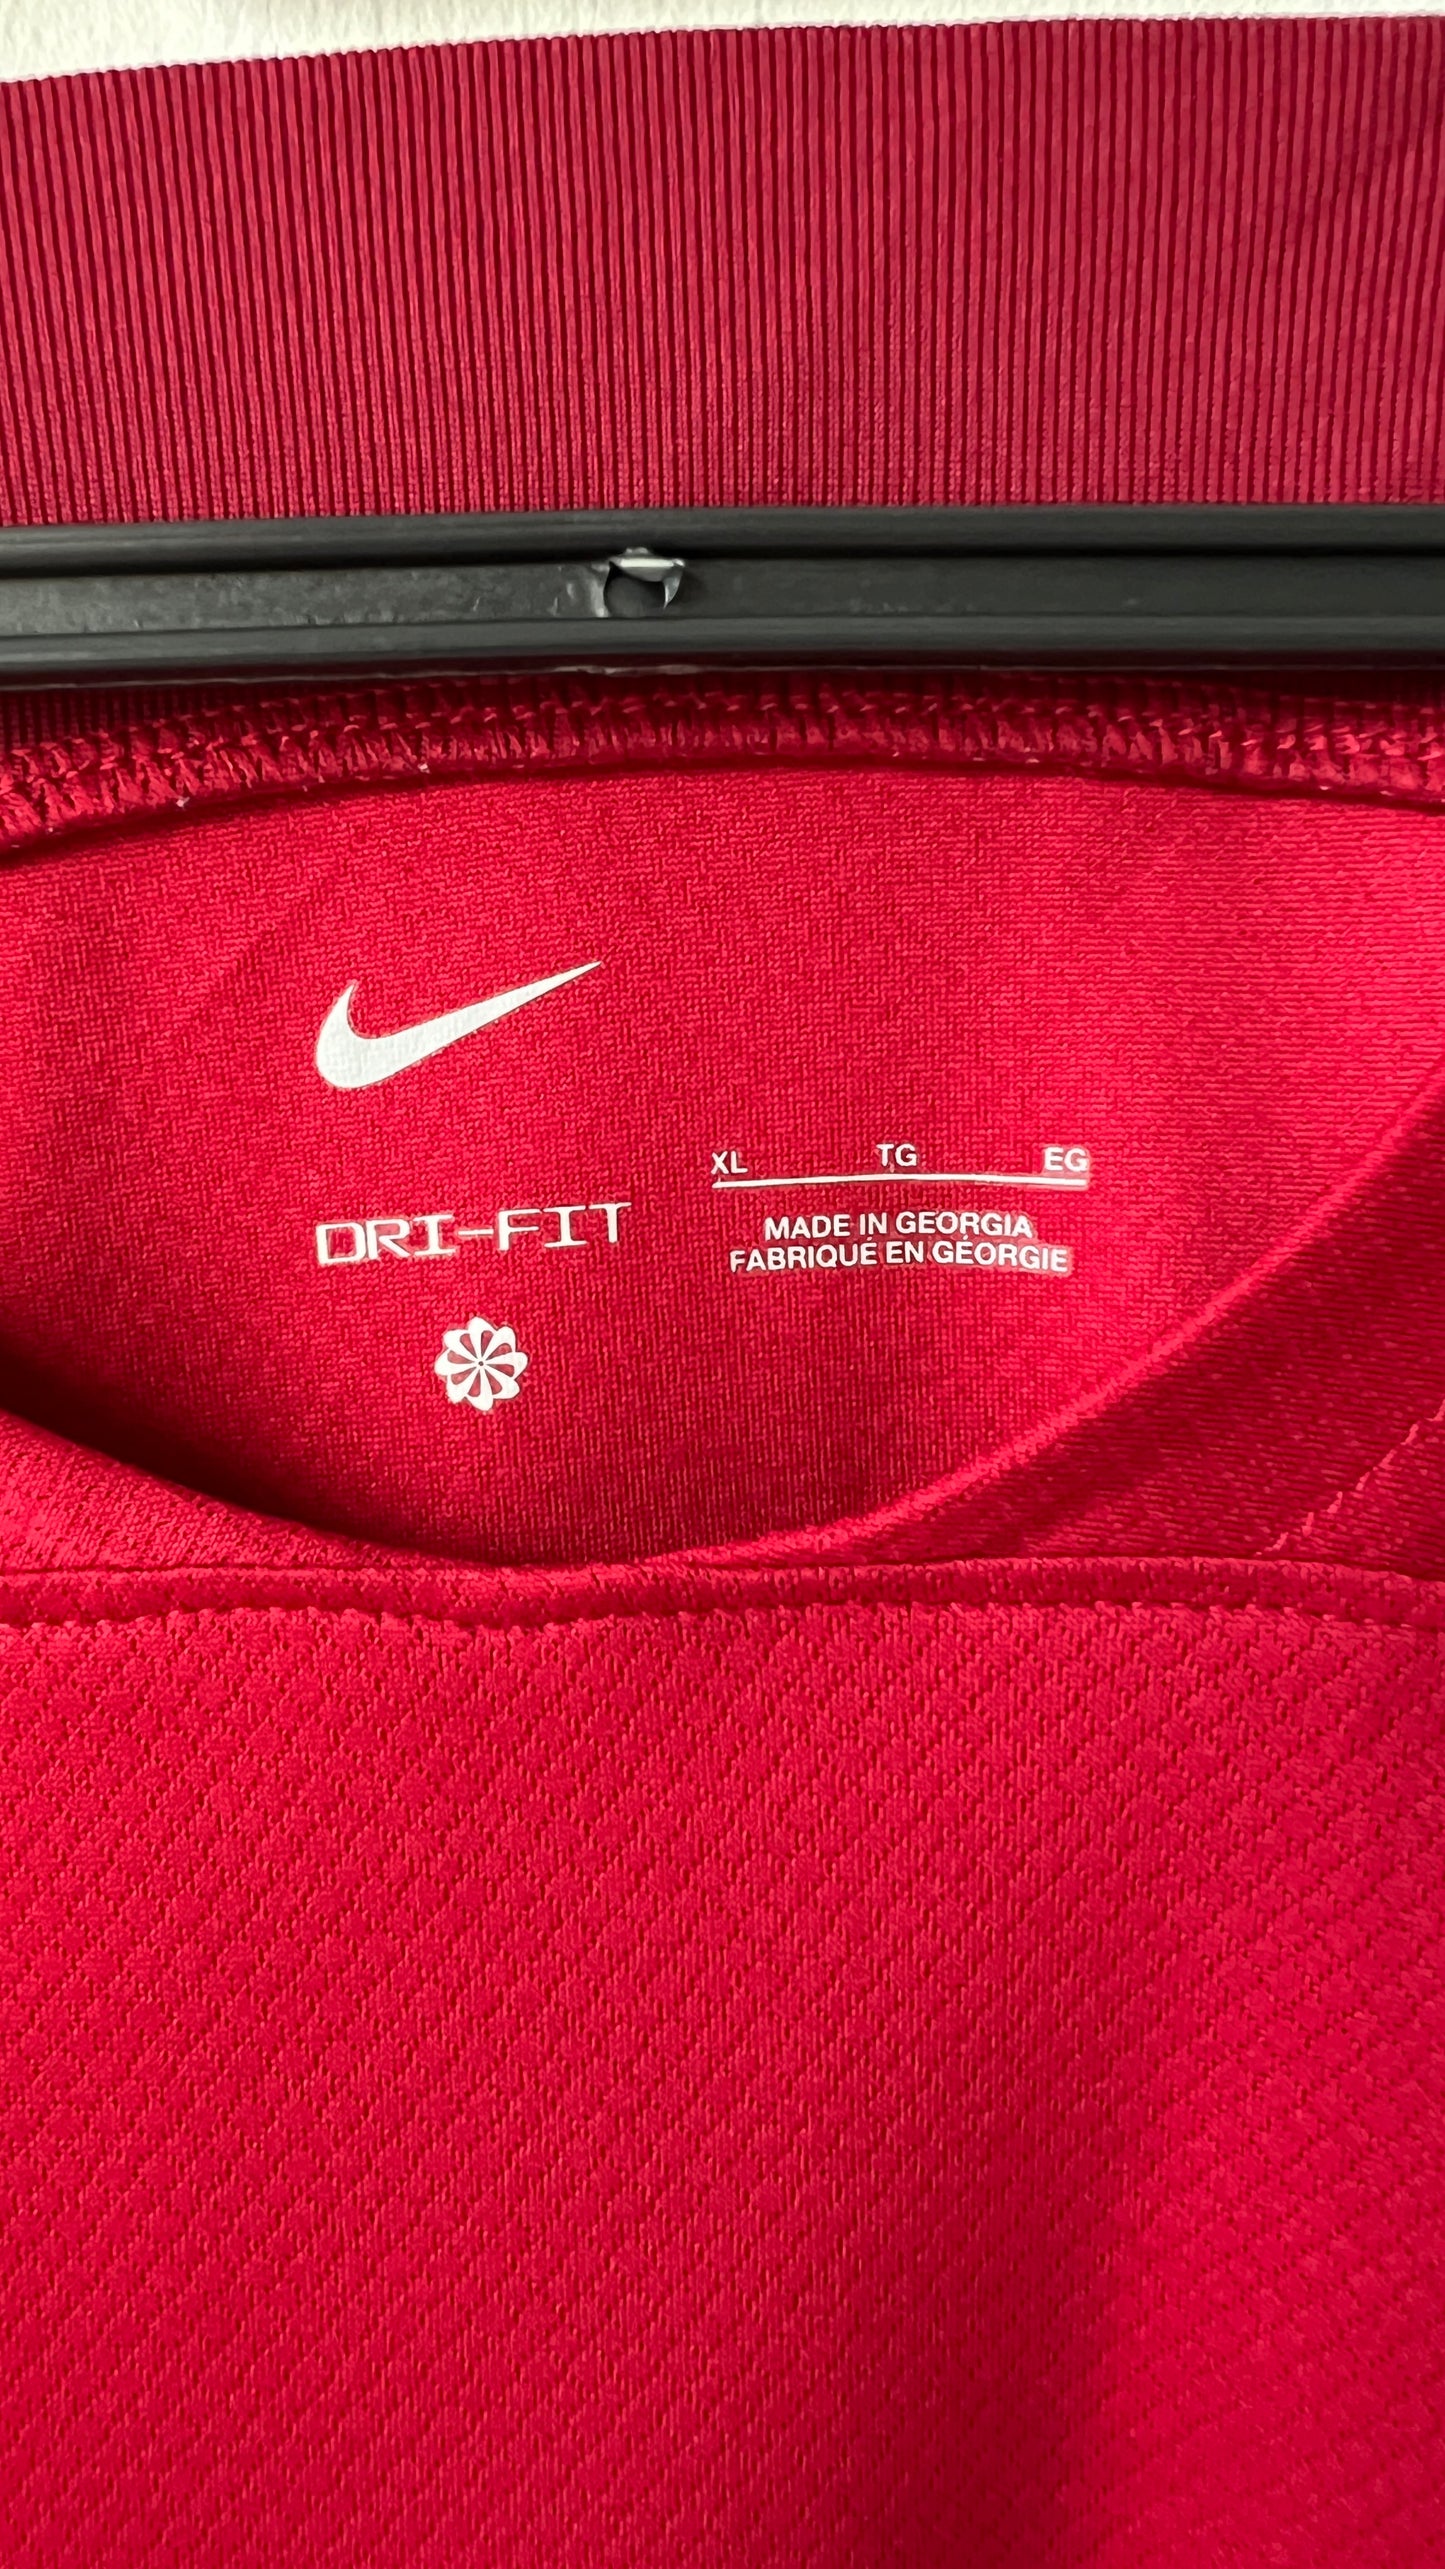 DRI-FIT
XL TG EG
MADE IN GEORGIA
FABRIQUÉ EN GÉORGIE